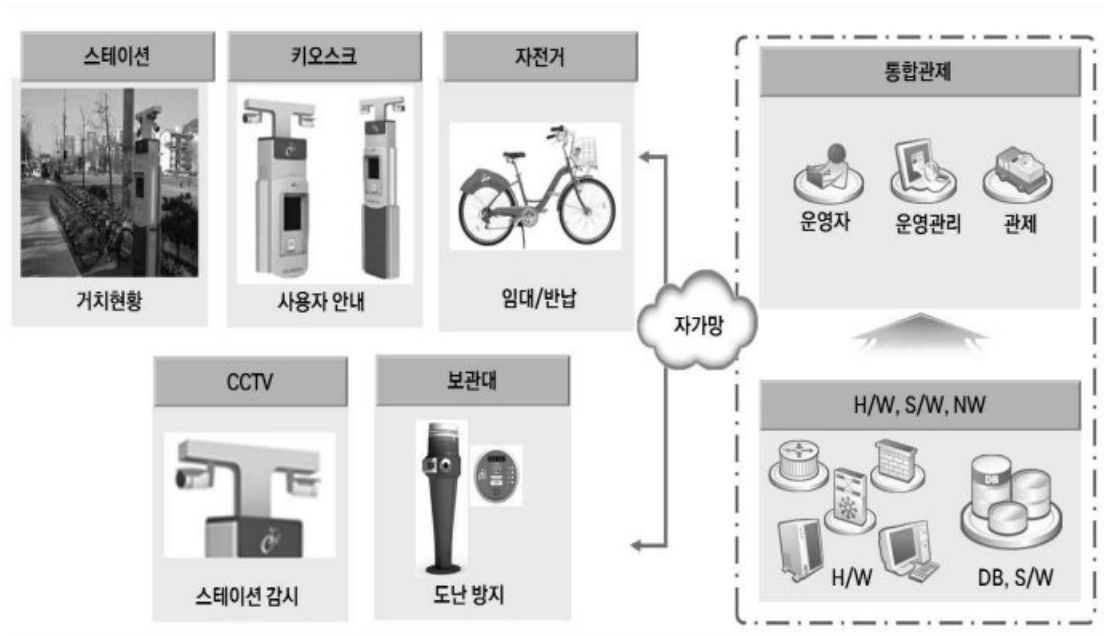 스테이션
키오스크
자전거
통합관제
운영자
운영관리
관제
거치현황
사용자 안내
임대/반납
자가망
CCTV
보관대
H/W, S/W, NW
DB
스테이션 감시
도난 방지
H/W
DB, S/W